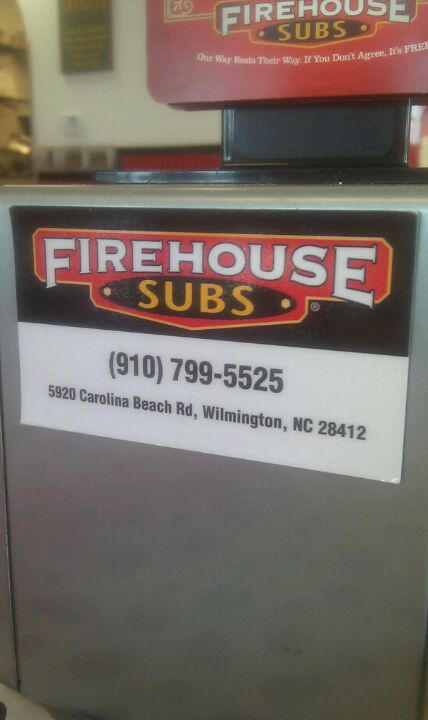 FIREHOUSE
SUBS
Our Way Beats Their Way. If You Don't Agree, It's FREE
FIREHOUSE
SUBS ®
(910) 799-5525
5920 Carolina Beach Rd, Wilmington, NC 28412